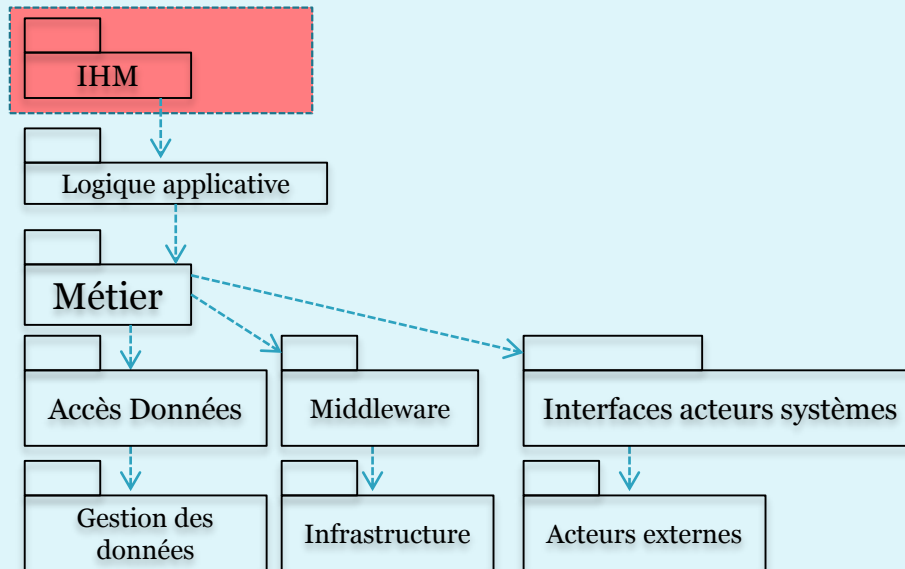 IHM
Logique applicative
Métier
Accès Données
Middleware
Interfaces acteurs systèmes
Gestion des
données
Infrastructure
Acteurs externes